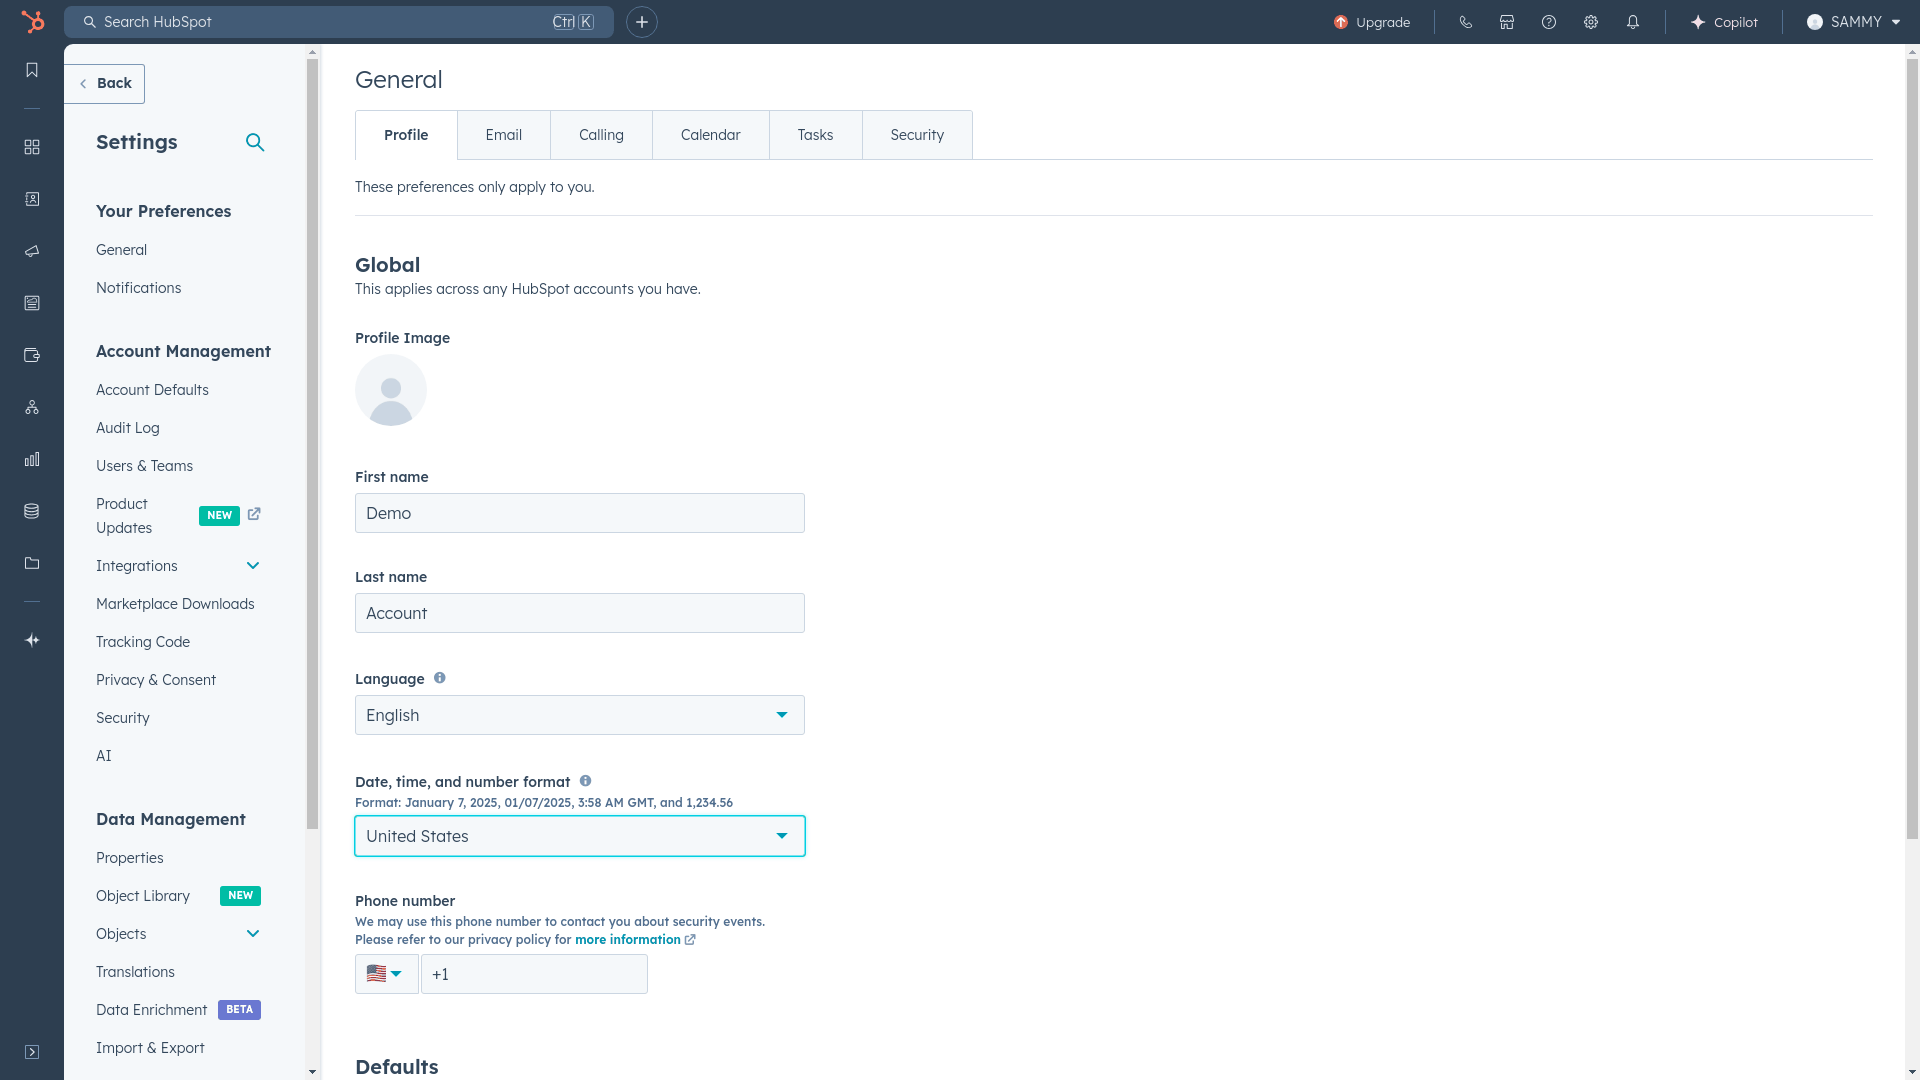 Search HubSpot
Ctrl K
Upgrade
Copilot
SAMMY
Back
Settings
Your Preferences
General
Notifications
Account Management
Account Defaults
Audit Log
Users & Teams
Product
Updates
NEW
Integrations
Marketplace Downloads
Tracking Code
Privacy & Consent
Security
AI
Data Management
Properties
Object Library NEW
Objects
Translations
Data Enrichment BETA
Import & Export
General
Profile Email Calling Calendar Tasks Security
These preferences only apply to you.
Global
This applies across any HubSpot accounts you have.
Profile Image
First name
Demo
Last name
Account
Language
English
Date, time, and number format
Format: January 7, 2025, 01/07/2025, 3:58 AM GMT, and 1,234.56
United States
Phone number
We may use this phone number to contact you about security events.
Please refer to our privacy policy for more information
+1
Defaults